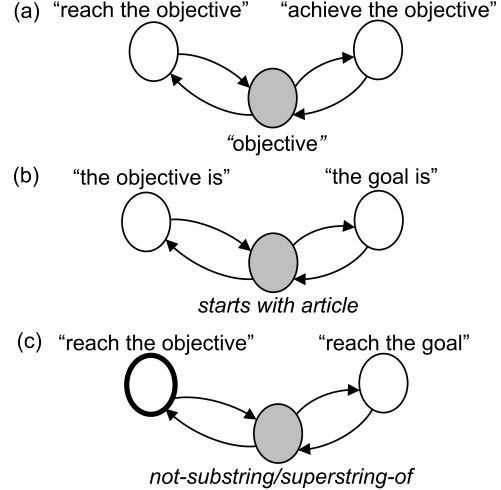 (a) “reach the objective” “achieve the objective”
“objective”
(b) “the objective is” “the goal is”
starts with article
(c) “reach the objective” “reach the goal”
not-substring/superstring-of